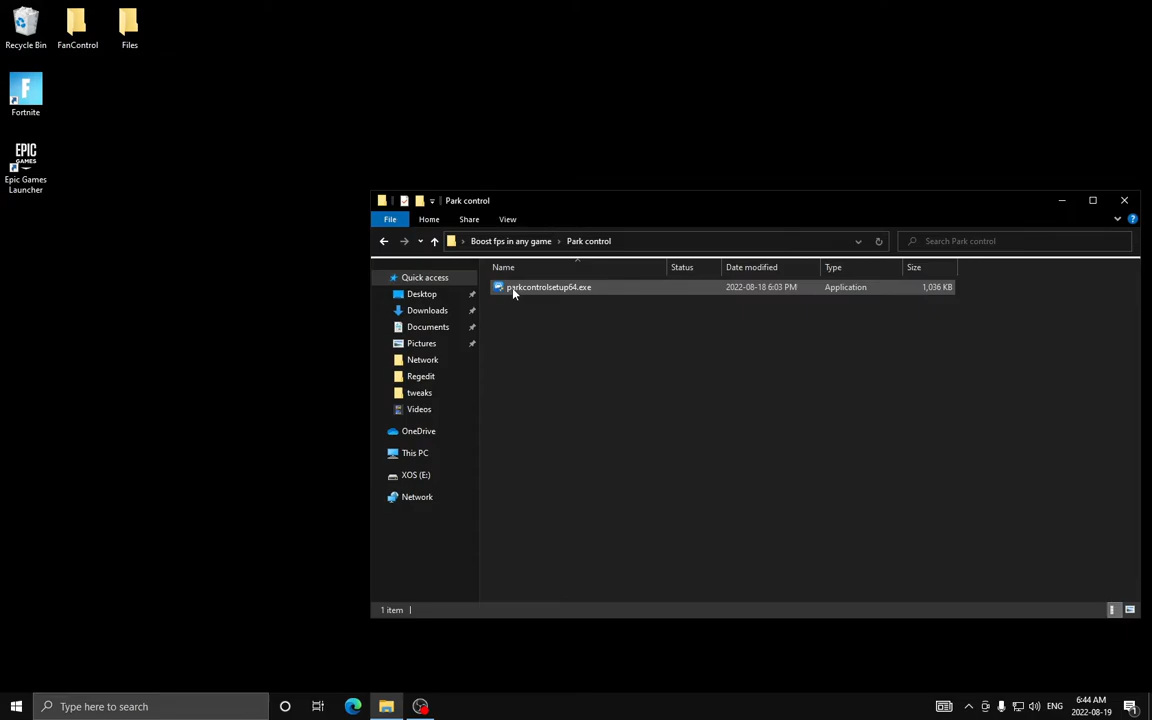 Recycle Bin
FanControl
Files
Fortnite
EPIC
GAMES
Epic Games
Launcher
Park control
File
Home
Share
View
Boost fps in any game
Park control
Search Park control
Name
Status
Date modified
Type
Size
Quick access
parkcontrolsetup64.exe
2022-08-18 6:03 PM
Application
1,036 KB
Desktop
Downloads
Documents
Pictures
Network
Regedit
tweaks
Videos
OneDrive
This PC
XOS (E:)
Network
1 item
Type here to search
ENG
6:44 AM
2022-08-19